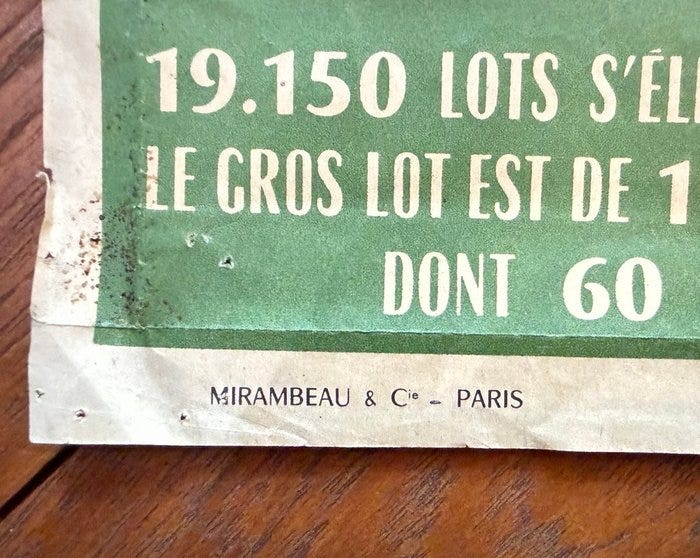 19.150 LOTS S'ÉL
LE GROS LOT EST DE 1
DONT 60
MIRAMBEAU & Cie - PARIS